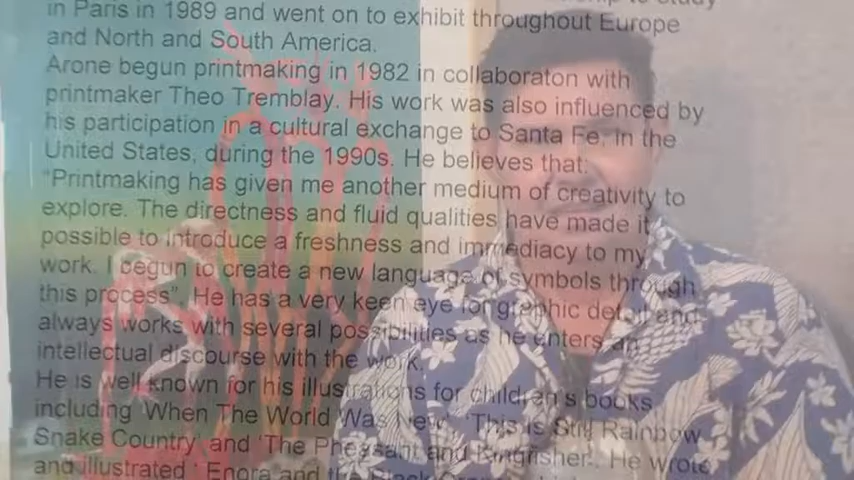 in Paris in 1989 and went on to exhibit throughout Europe
and North and South America.
Arone begun printmaking in 1982 in collaboraton with
printmaker Theo Tremblay. His work was also influenced by
his participation in a cultural exchange to Santa Fe, in the
United States, during the 1990s. He believes that:
"Printmaking has given me another medium of creativity to
explore. The directness and fluid qualities have made it
possible to introduce a freshness and immediacy to my
work. I begun to create a new language of symbols through
this process". He has a very keen eye for graphic detail and
always works with several possibilities as he enters an
intellectual discourse with the work.
He is well known for his illustrations for children's books
including 'When The World Was New', 'This is Still Rainbow
Snake Country' and 'The Pheasant and Kingfisher'. He wrote
and illustrated ' Enora and the Black